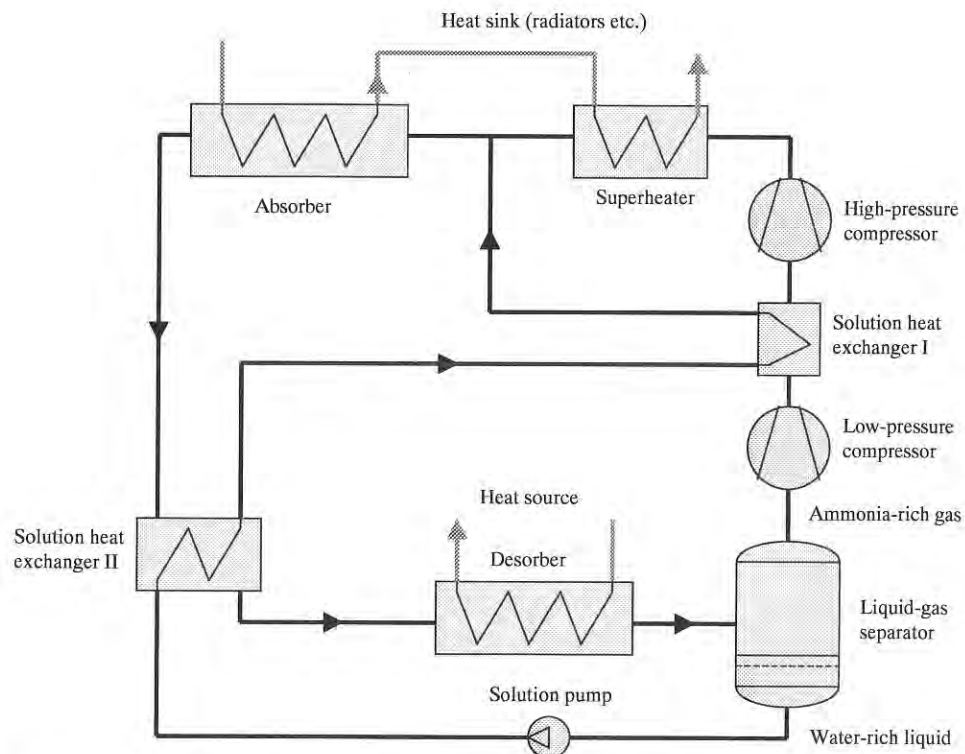 Heat sink (radiators etc.)
Absorber
Superheater
High-pressure
compressor
Solution heat
exchanger I
Low-pressure
compressor
Heat source
Ammonia-rich gas
Solution heat
exchanger II
Desorber
Liquid-gas
separator
Solution pump
Water-rich liquid